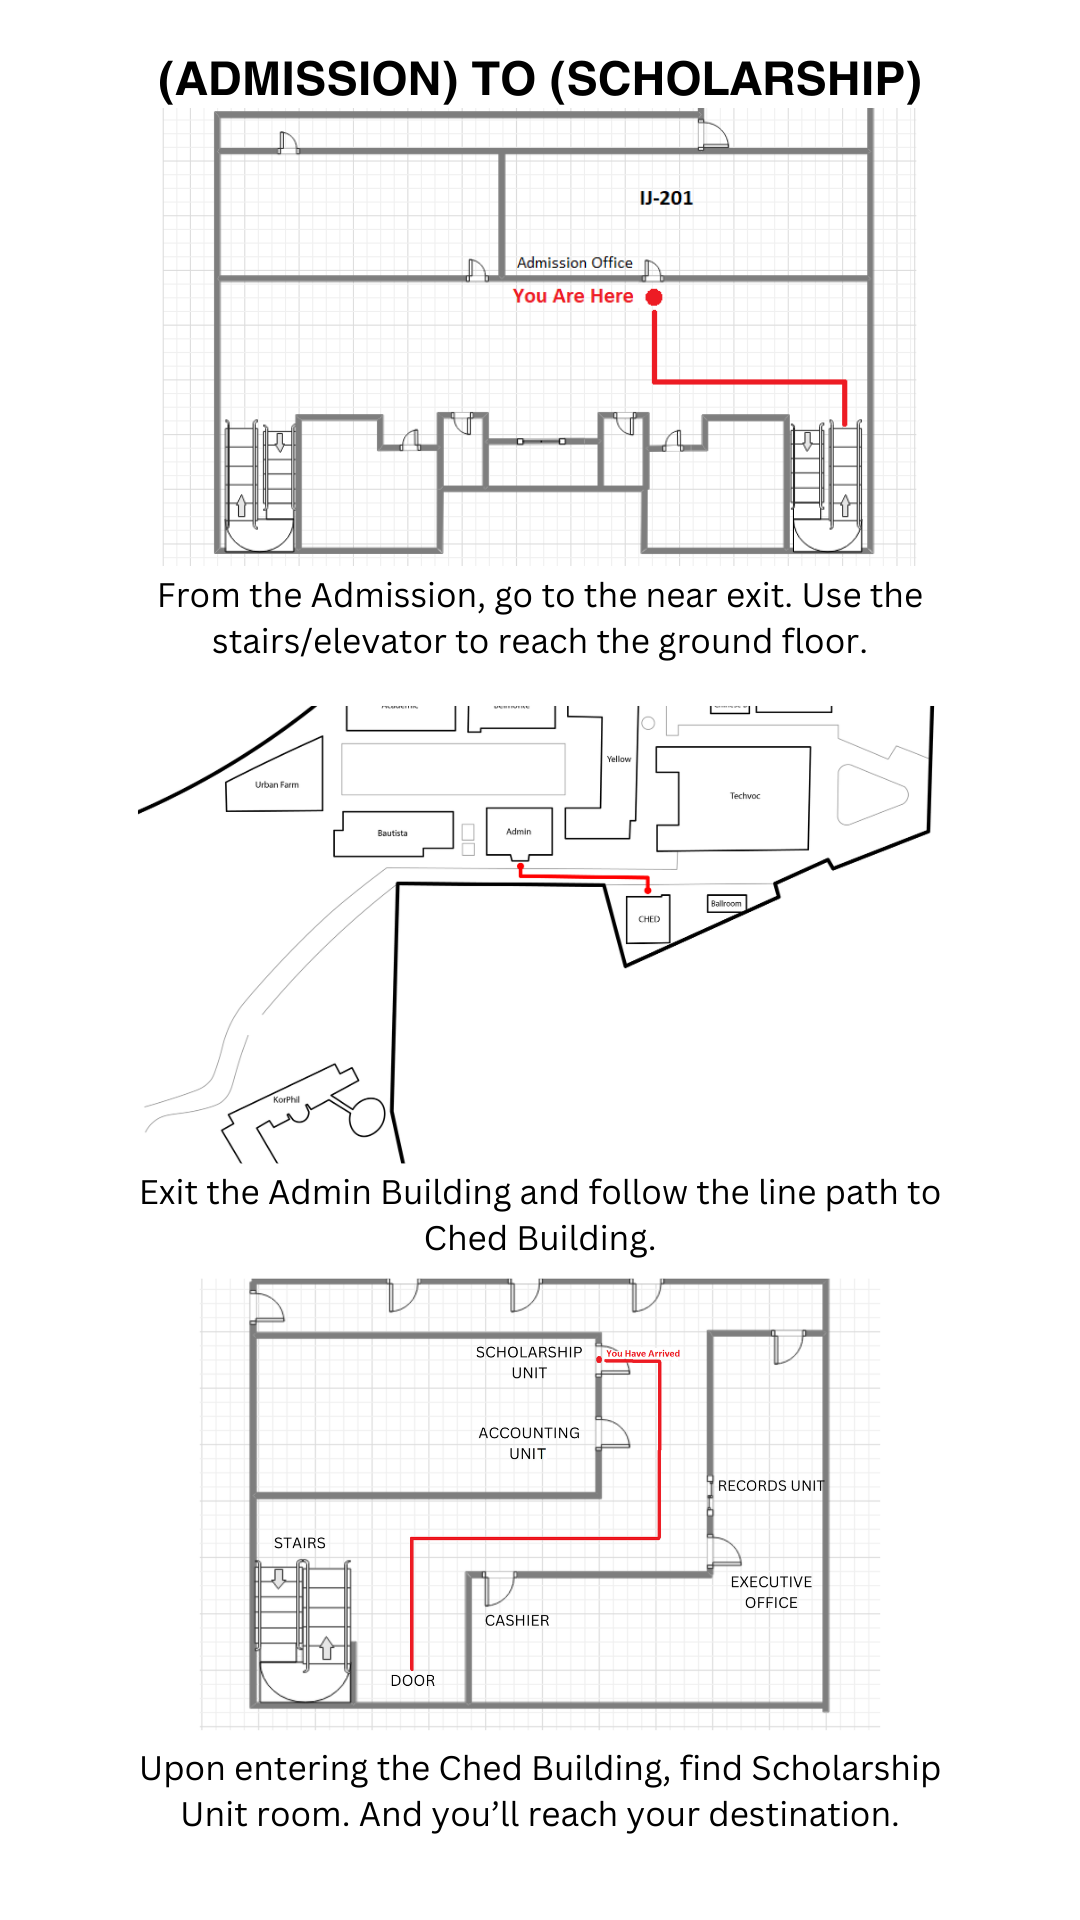 (ADMISSION) TO (SCHOLARSHIP)
IJ-201
Admission Office
You Are Here
From the Admission, go to the near exit. Use the
stairs/elevator to reach the ground floor.
Academic
Belmonte
Yellow
Urban Farm
Techvoc
Bautista
Admin
CHED
Ballroom
KorPhil
Exit the Admin Building and follow the line path to
Ched Building.
SCHOLARSHIP
UNIT
You Have Arrived
ACCOUNTING
UNIT
RECORDS UNIT
STAIRS
EXECUTIVE
OFFICE
CASHIER
DOOR
Upon entering the Ched Building, find Scholarship
Unit room. And you’ll reach your destination.